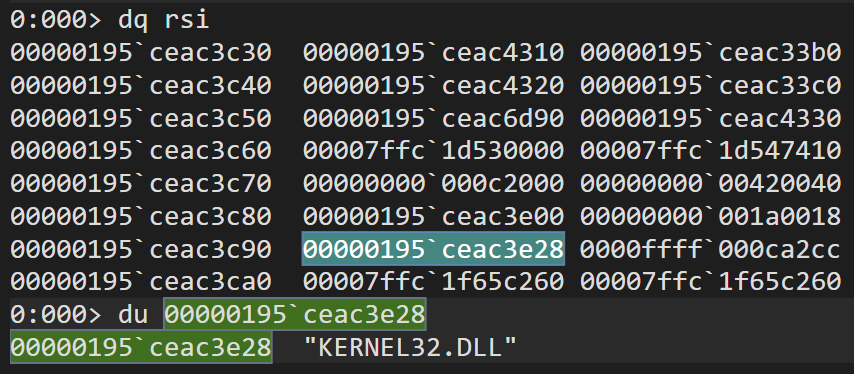 0:000> dq rsi
00000195`ceac3c30  00000195`ceac4310 00000195`ceac33b0
00000195`ceac3c40  00000195`ceac4320 00000195`ceac33c0
00000195`ceac3c50  00000195`ceac6d90 00000195`ceac4330
00000195`ceac3c60  00007ffc`1d530000 00007ffc`1d547410
00000195`ceac3c70  00000000`000c2000 00000000`00420040
00000195`ceac3c80  00000195`ceac3e00 00000000`001a0018
00000195`ceac3c90  00000195`ceac3e28 0000ffff`000ca2cc
00000195`ceac3ca0  00007ffc`1f65c260 00007ffc`1f65c260
0:000> du 00000195`ceac3e28
00000195`ceac3e28  "KERNEL32.DLL"